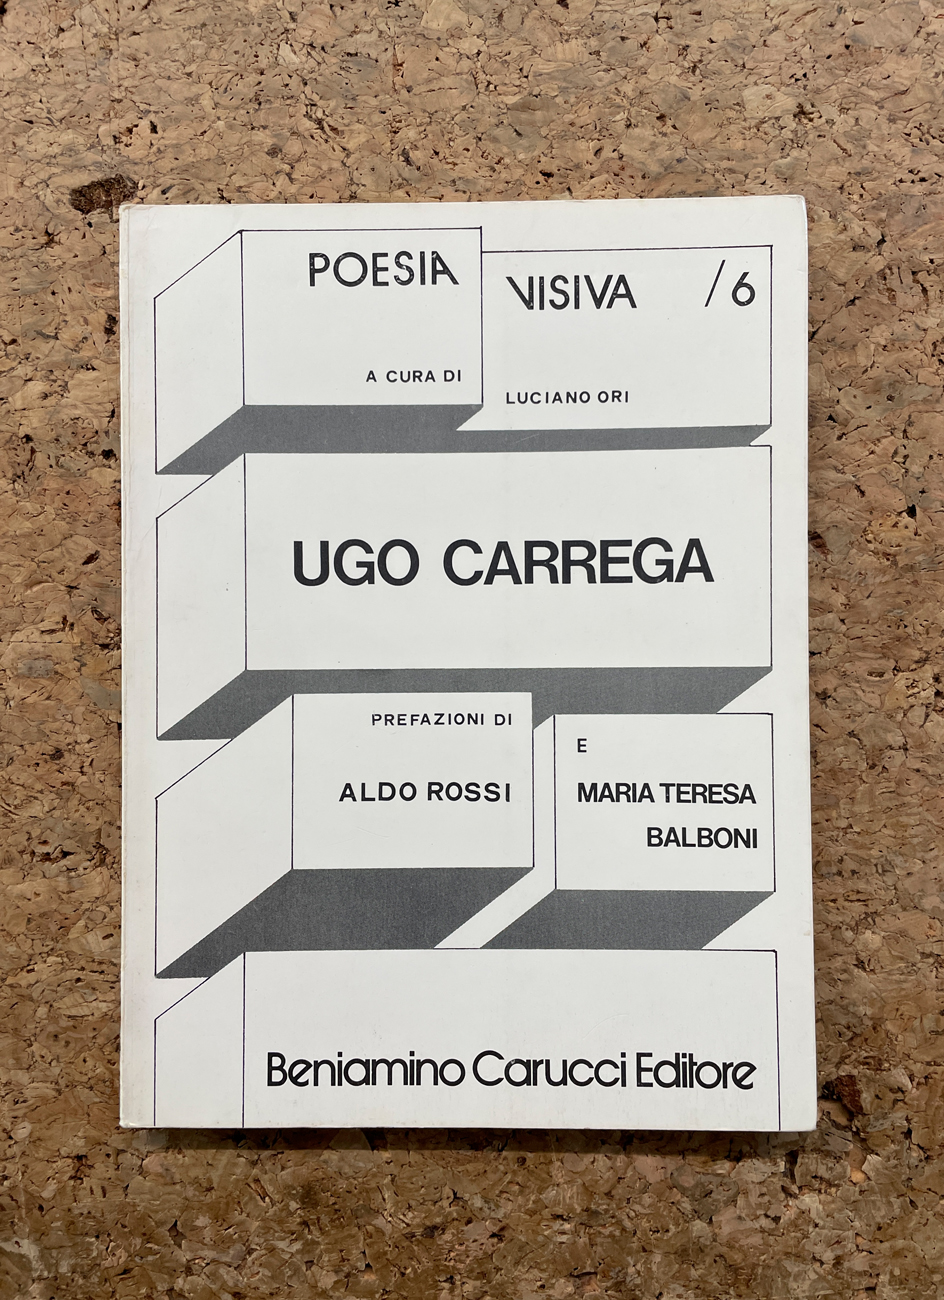 POESIA
VISIVA /6
A CURA DI
LUCIANO ORI
UGO CARREGA
PREFAZIONI DI
ALDO ROSSI
E
MARIA TERESA
BALBONI
Beniamino Carucci Editore